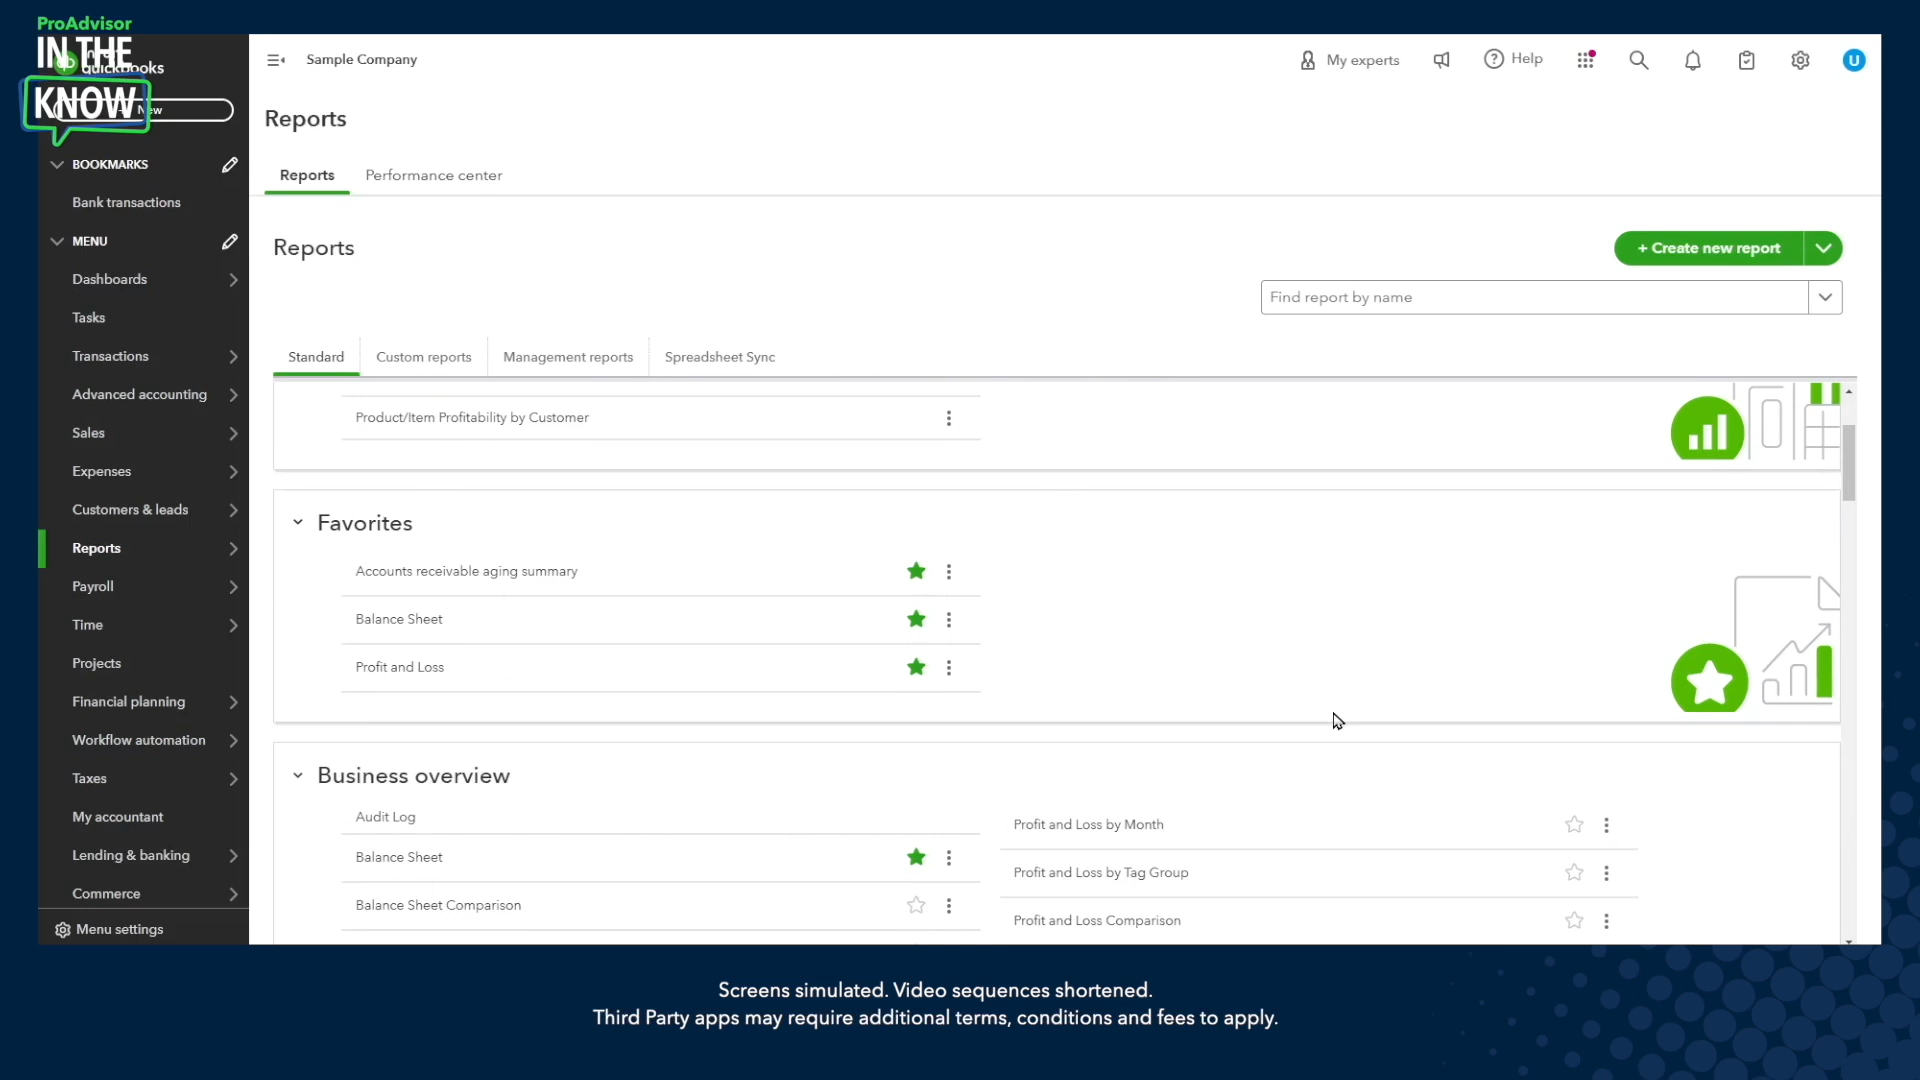 ProAdvisor
IN THE
KNOW
quickbooks
New
BOOKMARKS
Bank transactions
MENU
Dashboards
Tasks
Transactions
Advanced accounting
Sales
Expenses
Customers & leads
Reports
Payroll
Time
Projects
Financial planning
Workflow automation
Taxes
My accountant
Lending & banking
Commerce
Menu settings
Sample Company
My experts
Help
U
Reports
Reports
Performance center
Reports
+ Create new report
Find report by name
Standard
Custom reports
Management reports
Spreadsheet Sync
Product/Item Profitability by Customer
Favorites
Accounts receivable aging summary
Balance Sheet
Profit and Loss
Business overview
Audit Log
Balance Sheet
Balance Sheet Comparison
Profit and Loss by Month
Profit and Loss by Tag Group
Profit and Loss Comparison
Screens simulated. Video sequences shortened.
Third Party apps may require additional terms, conditions and fees to apply.